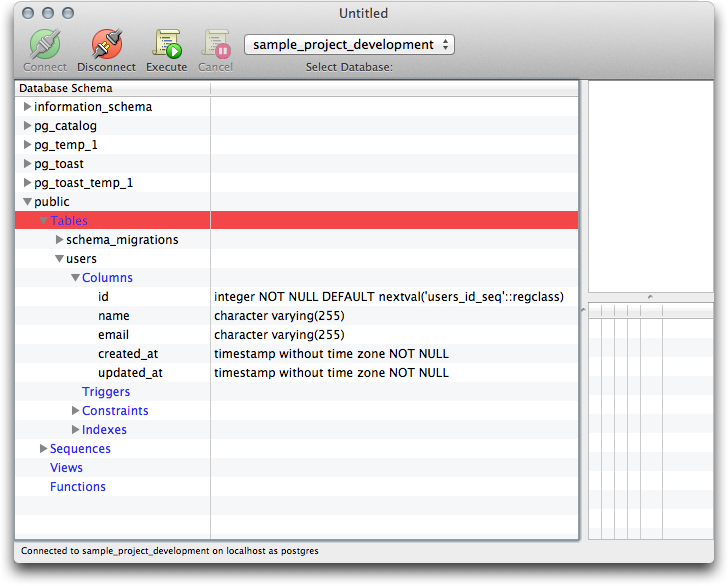 Untitled
Connect Disconnect Execute Cancel
sample_project_development
Select Database:
Database Schema
information_schema
pg_catalog
pg_temp_1
pg_toast
pg_toast_temp_1
public
Tables
schema_migrations
users
Columns
id integer NOT NULL DEFAULT nextval('users_id_seq'::regclass)
name character varying(255)
email character varying(255)
created_at timestamp without time zone NOT NULL
updated_at timestamp without time zone NOT NULL
Triggers
Constraints
Indexes
Sequences
Views
Functions
Connected to sample_project_development on localhost as postgres